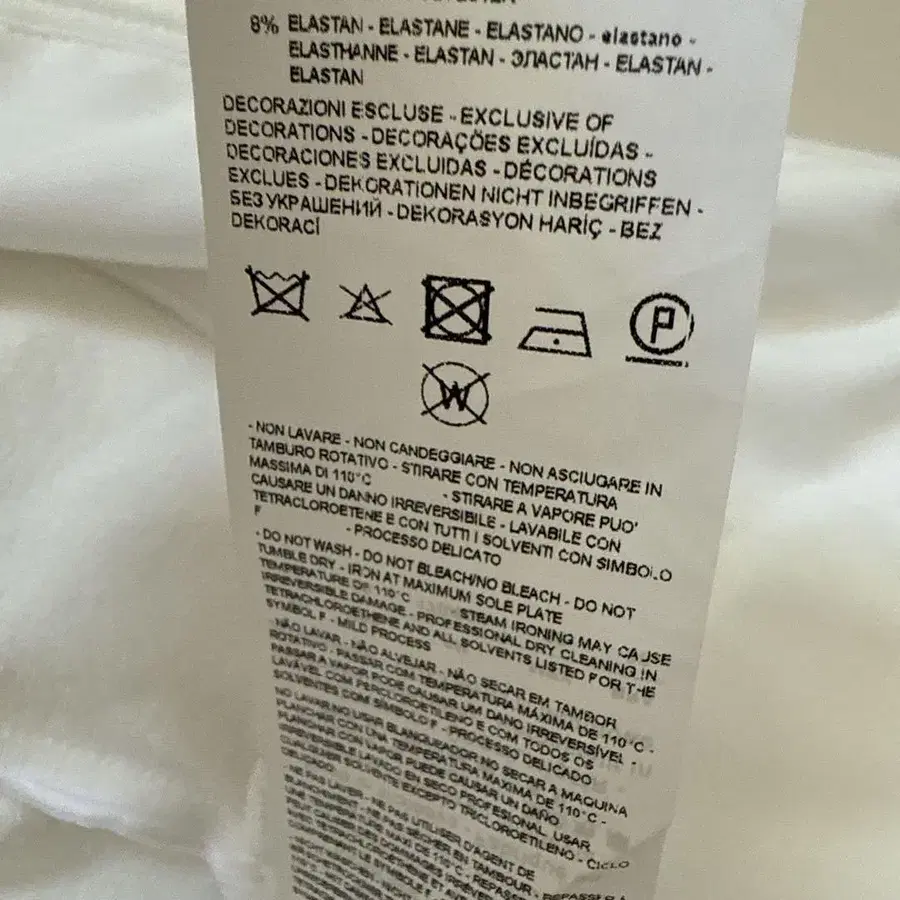 8% ELASTAN - ELASTANE - ELASTANO - elastano -
ELASTHANNE - ELASTAN - ЭЛАСТАН - ELASTAN -
ELASTAN
DECORAZIONI ESCLUSE - EXCLUSIVE OF
DECORATIONS - DECORAÇÕES EXCLUÍDAS -
DECORACIONES EXCLUIDAS - DÉCORATIONS
EXCLUES - DEKORATIONEN NICHT INBEGRIFFEN -
БЕЗ УКРАШЕНИЙ - DEKORASYON HARİÇ - BEZ
DEKORACÍ
P
W
- NON LAVARE - NON CANDEGGIARE - NON ASCIUGARE IN
TAMBURO ROTATIVO - STIRARE CON TEMPERATURA
MASSIMA DI 110°C - STIRARE A VAPORE PUO'
CAUSARE UN DANNO IRREVERSIBILE - LAVABILE CON
TETRACLOROETENE E CON TUTTI I SOLVENTI CON SIMBOLO
F - PROCESSO DELICATO
- DO NOT WASH - DO NOT BLEACH/NO BLEACH - DO NOT
TUMBLE DRY - IRON AT MAXIMUM SOLE PLATE
TEMPERATURE OF 110°C STEAM IRONING MAY CAUSE
IRREVERSIBLE DAMAGE - PROFESSIONAL DRY CLEANING IN
TETRACHLOROETHENE AND ALL SOLVENTS LISTED FOR THE
SYMBOL F - MILD PROCESS
- NÃO LAVAR - NÃO ALVEJAR - NÃO SECAR EM TAMBOR
ROTATIVO - PASSAR COM TEMPERATURA MÁXIMA DE 110°C -
PASSAR A VAPOR PODE CAUSAR UM DANO IRREVERSÍVEL -
LAVÁVEL COM PERCLOROETILENO E COM TODOS OS
SOLVENTES COM SÍMBOLO F - PROCESSO DELICADO
NO LAVAR NO USAR BLANQUEADOR NO SECAR A MAQUINA
PLANCHAR CON UNA TEMPERATURA MAXIMA DE 110°C -
PLANCHAR CON VAPOR PUEDE CAUSAR UN DAÑO
IRREVERSIBLE LAVADO EN SECO PROFESIONAL USAR
CUALQUIER SOLVENTE EXCEPTO TRICLOROETILENO - CICLO
DELICADO
- NE PAS LAVER - NE PAS UTILISER D'AGENT DE
BLANCHIMENT - NE PAS SÉCHER EN TAMBOUR - REPASSER